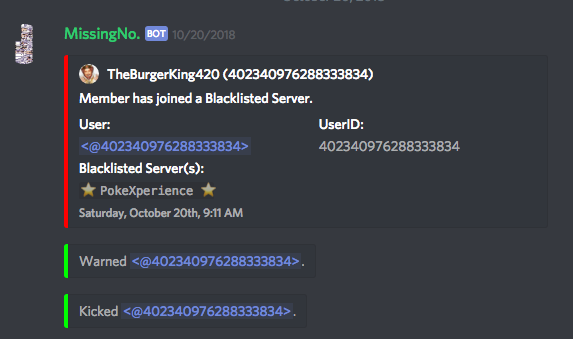 MissingNo. BOT 10/20/2018
TheBurgerKing420 (402340976288333834)
Member has joined a Blacklisted Server.
User: UserID:
<@402340976288333834> 402340976288333834
Blacklisted Server(s):
PokeXperience
Saturday, October 20th, 9:11 AM
Warned <@402340976288333834>.
Kicked <@402340976288333834>.